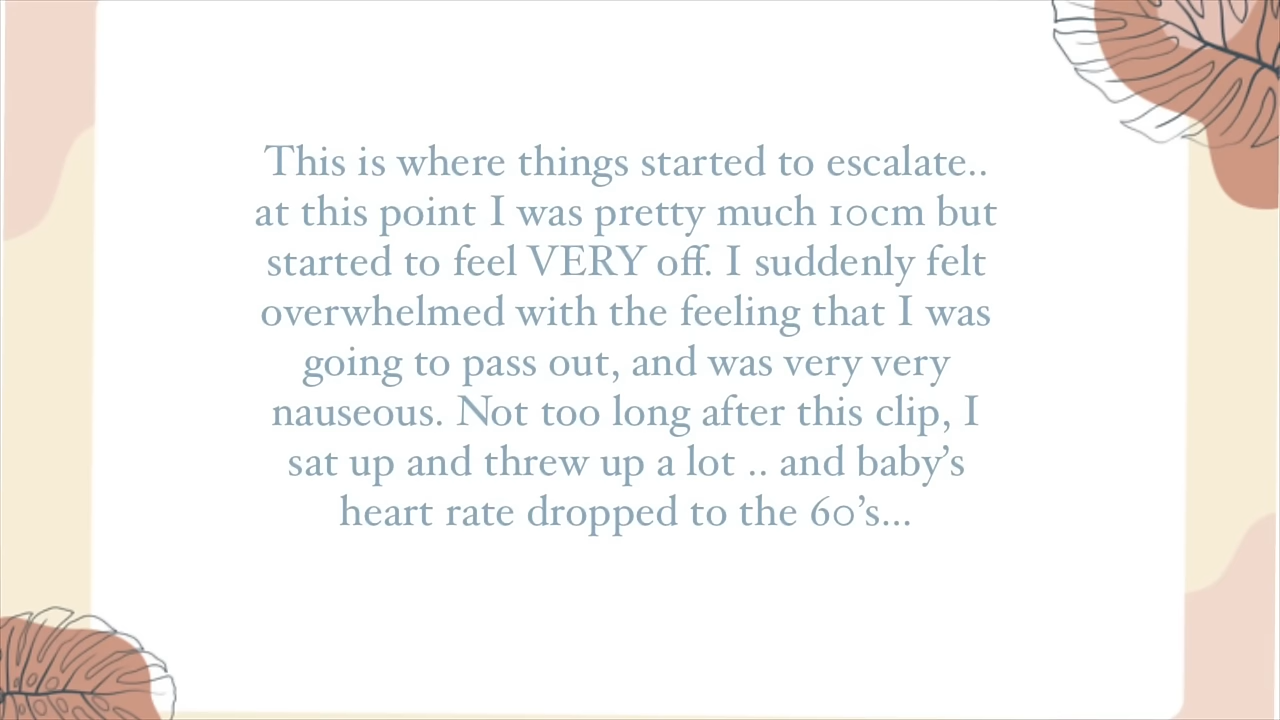 This is where things started to escalate..
at this point I was pretty much 10cm but
started to feel VERY off. I suddenly felt
overwhelmed with the feeling that I was
going to pass out, and was very very
nauseous. Not too long after this clip, I
sat up and threw up a lot .. and baby’s
heart rate dropped to the 60’s...